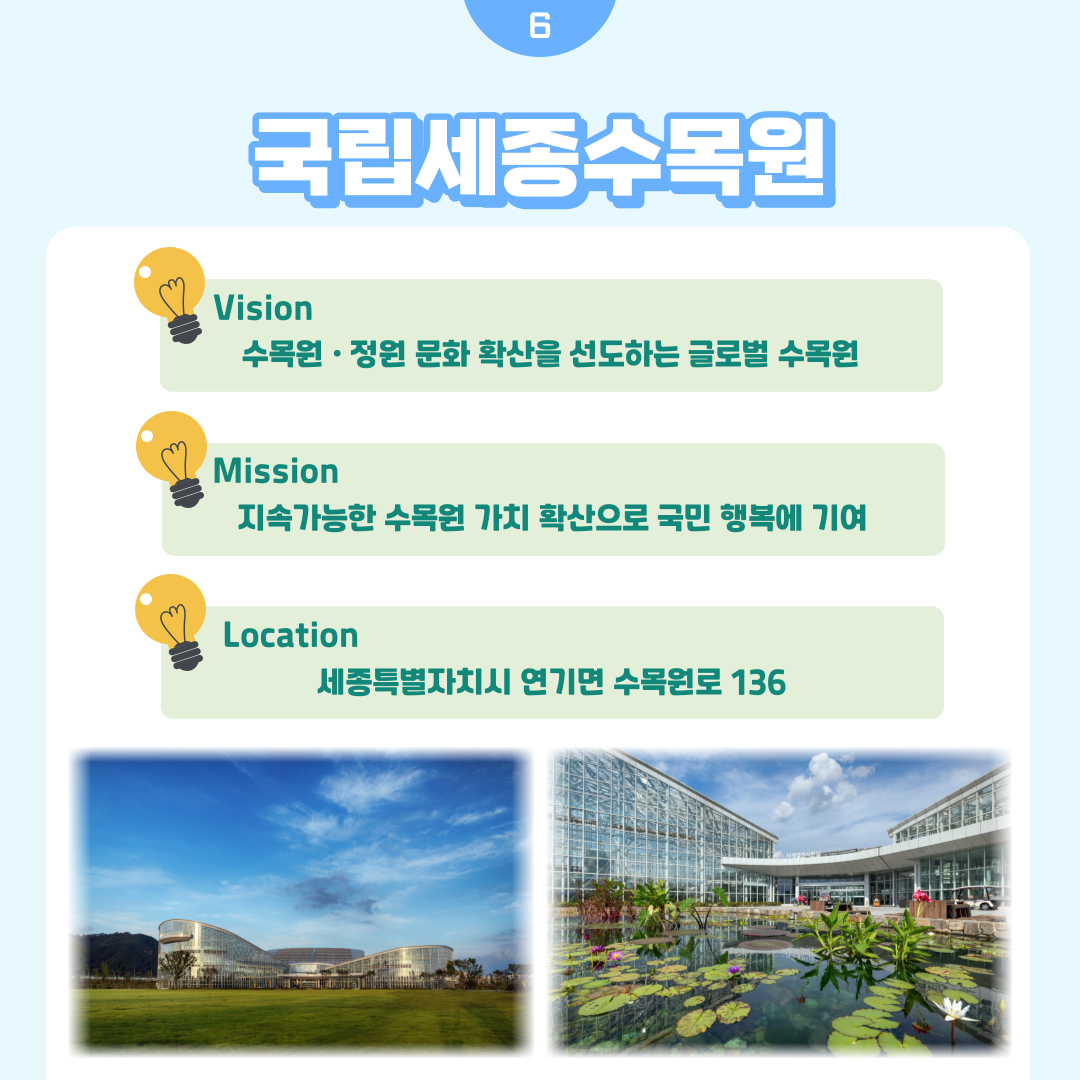 6
국립세종수목원
Vision
수목원 · 정원 문화 확산을 선도하는 글로벌 수목원
Mission
지속가능한 수목원 가치 확산으로 국민 행복에 기여
Location
세종특별자치시 연기면 수목원로 136